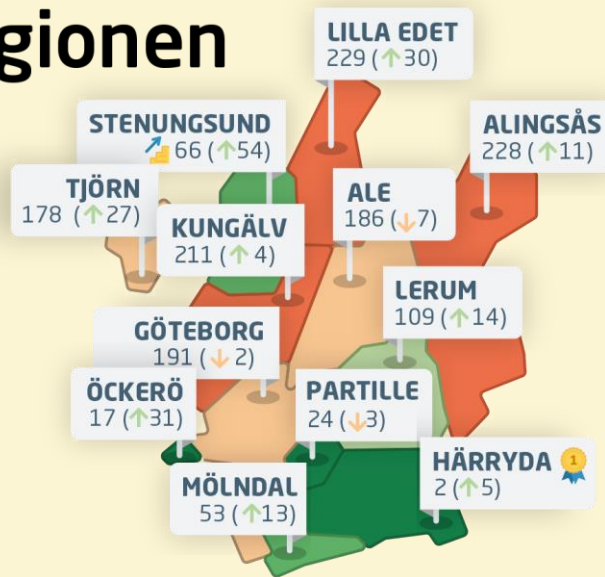 gionen
LILLA EDET
229 (↑30)
STENUNGSUND
66 (↑54)
ALINGSÅS
228 (↑11)
TJÖRN
178 (↑27)
ALE
186 (↓7)
KUNGÄLV
211 (↑4)
LERUM
109 (↑14)
GÖTEBORG
191 (↓2)
ÖCKERÖ
17 (↑31)
PARTILLE
24 (↓3)
HÄRRYDA 1
2 (↑5)
MÖLNDAL
53 (↑13)